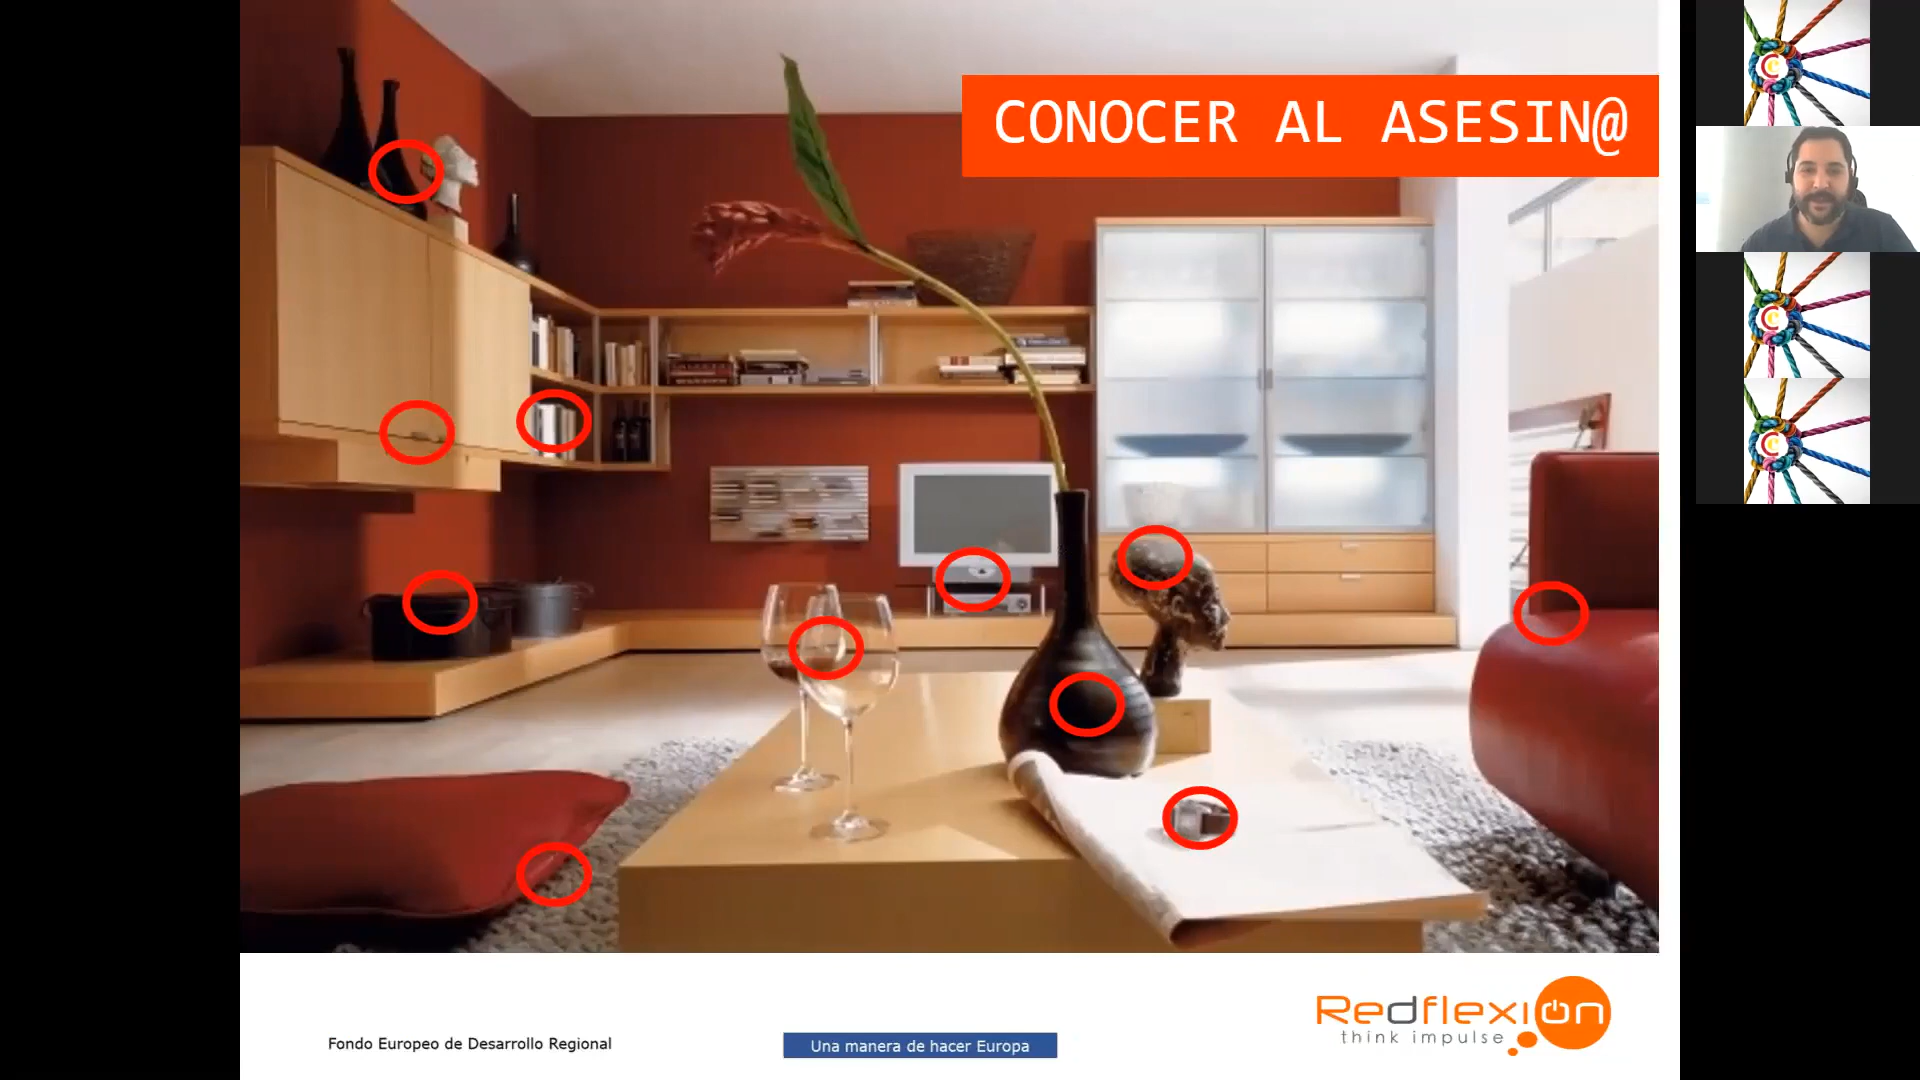 CONOCER AL ASESIN@
Fondo Europeo de Desarrollo Regional
Una manera de hacer Europa
Redflexion
think impulse